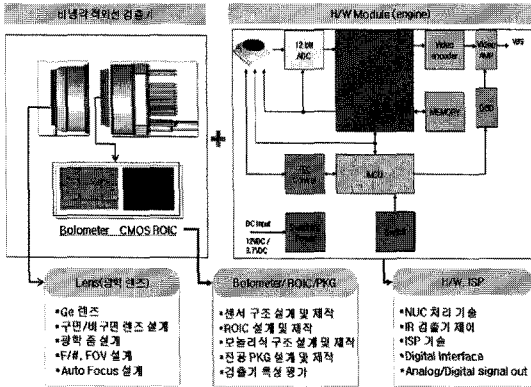 비냉각 적외선 검출기
H/W Module (engine)
12 bit
ADC
Video
encoder
Video
AMP
MEMORY
OSD
MCU
DC Input
12VDC /
3.7VDC
+
Bolometer CMOS ROIC
Lens(광학 렌즈)
•Ge 렌즈
•구면/비구면 렌즈 설계
•광학 줌 설계
•F/#, FOV 설계
•Auto Focus 설계
Bolometer/ROIC/PKG
•센서 구조 설계 및 제작
•ROIC 설계 및 제작
•모놀리식 구조 설계 및 제작
•진공 PKG 설계 및 제작
•검출기 특성 평가
H/W, ISP
•NUC 처리 기술
•IR 검출기 제어
•ISP 기술
•Digital Interface
•Analog/Digital signal out